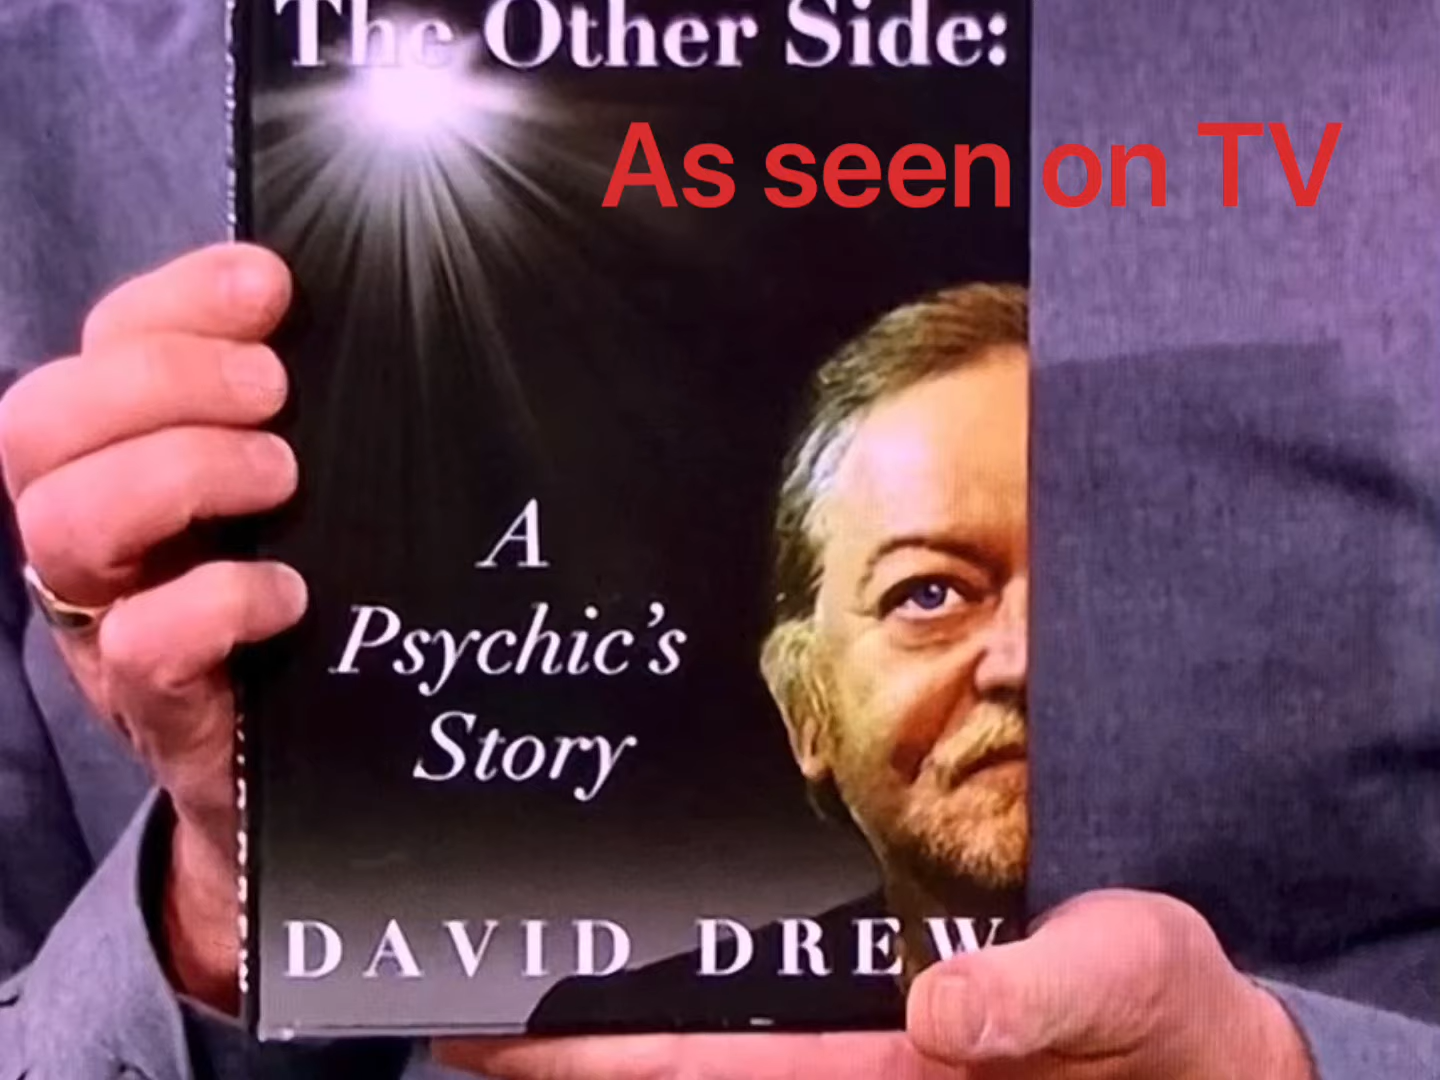 The Other Side:
As seen on TV
A
Psychic’s
Story
DAVID DREW